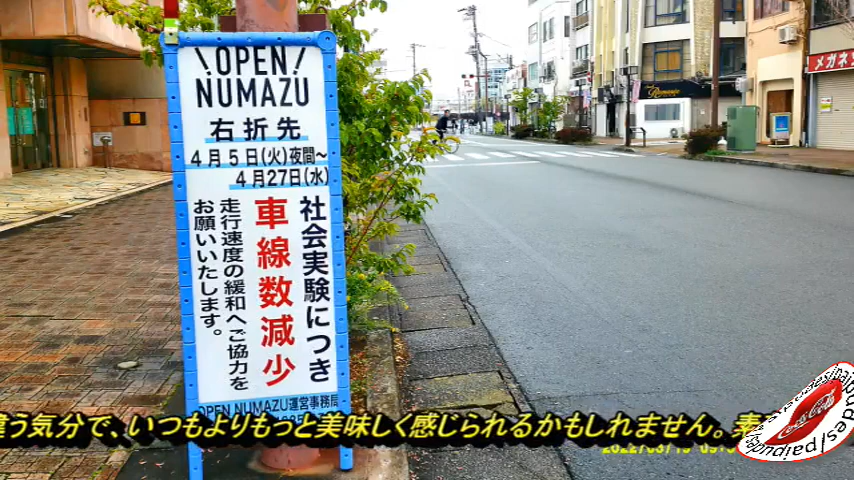 \OPEN/
NUMAZU
右折先
4月5日(火)夜間~
4月27日(水)
社会実験につき
車線数減少
走行速度の緩和へご協力を
お願いいたします。
OPEN NUMAZU運営事務局
メガネ
違う気分で、いつもよりもっと美味しく感じられるかもしれません。素
Coca-Cola